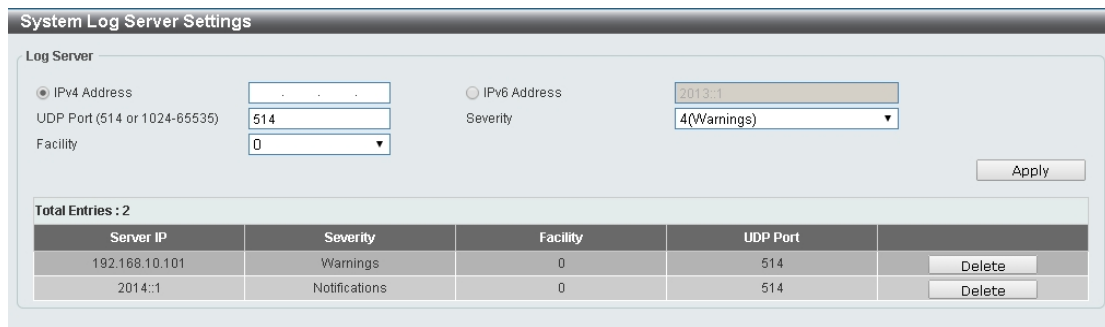 System Log Server Settings
Log Server
IPv4 Address . . . IPv6 Address 2013::1
UDP Port (514 or 1024-65535) 514 Severity 4(Warnings)
Facility 0
Apply
Total Entries : 2
Server IP Severity Facility UDP Port
192.168.10.101 Warnings 0 514 Delete
2014::1 Notifications 0 514 Delete